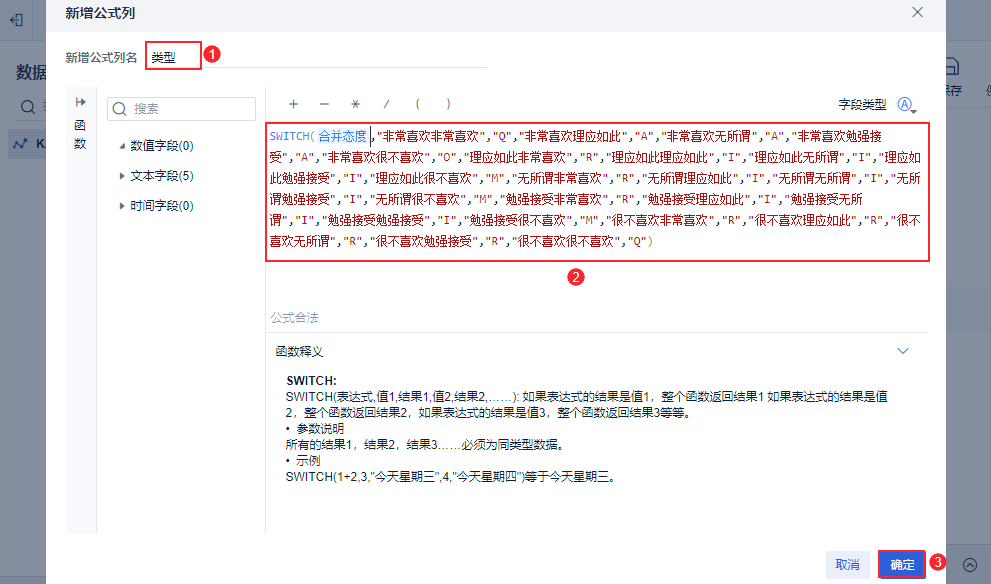 新增公式列
新增公式列名 类型 1
数据
函数
搜索
数值字段(0)
文本字段(5)
时间字段(0)
+ − * / ( )
字段类型 A
SWITCH(合并态度,"非常喜欢非常喜欢","Q","非常喜欢理应如此","A","非常喜欢无所谓","A","非常喜欢勉强接
受","A","非常喜欢很不喜欢","O","理应如此非常喜欢","R","理应如此理应如此","I","理应如此无所谓","I","理应如
此勉强接受","I","理应如此很不喜欢","M","无所谓非常喜欢","R","无所谓理应如此","I","无所谓无所谓","I","无所
谓勉强接受","I","无所谓很不喜欢","M","勉强接受非常喜欢","R","勉强接受理应如此","I","勉强接受无所
谓","I","勉强接受勉强接受","I","勉强接受很不喜欢","M","很不喜欢非常喜欢","R","很不喜欢理应如此","R","很不
喜欢无所谓","R","很不喜欢勉强接受","R","很不喜欢很不喜欢","Q")
2
公式合法
函数释义
SWITCH:
SWITCH(表达式,值1,结果1,值2,结果2,……): 如果表达式的结果是值1，整个函数返回结果1 如果表达式的结果是值
2，整个函数返回结果2，如果表达式的结果是值3，整个函数返回结果3等等。
• 参数说明
所有的结果1，结果2，结果3……必须为同类型数据。
• 示例
SWITCH(1+2,3,"今天星期三",4,"今天星期四")等于今天星期三。
取消
确定 3